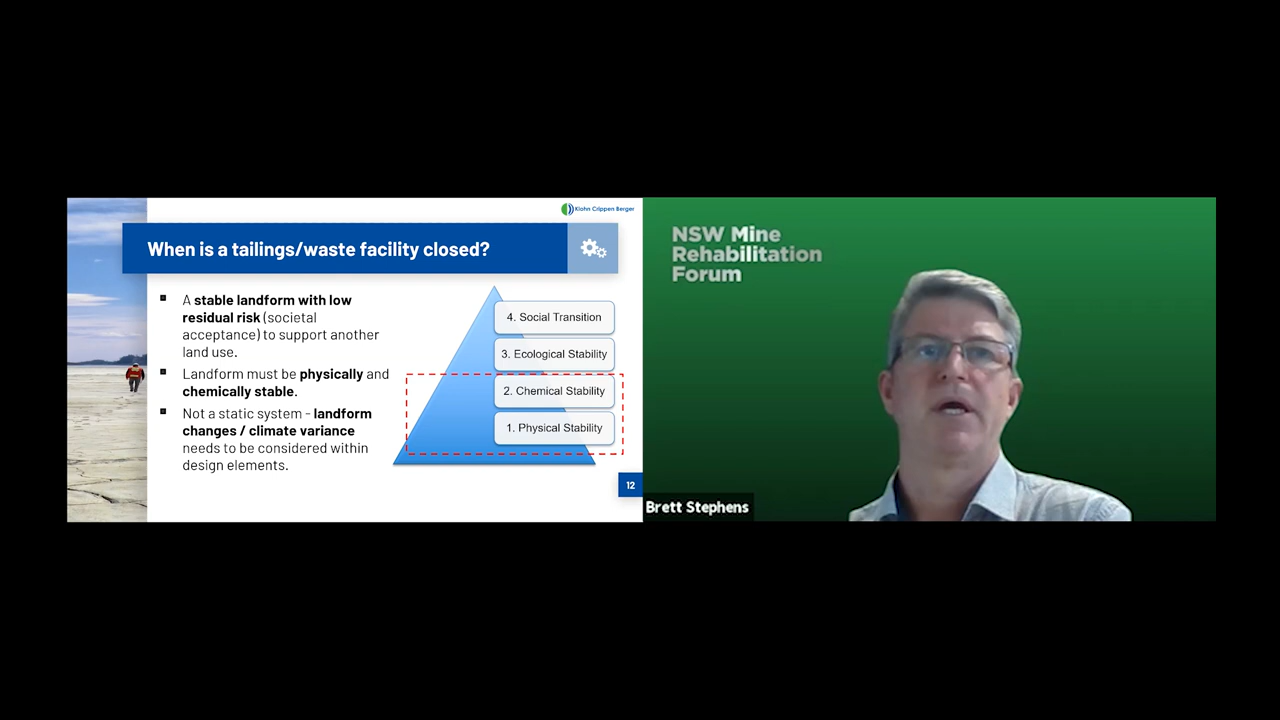 Klohn Crippen Berger
When is a tailings/waste facility closed?
A stable landform with low
residual risk (societal
acceptance) to support another
land use.
Landform must be physically and
chemically stable.
Not a static system - landform
changes / climate variance
needs to be considered within
design elements.
4. Social Transition
3. Ecological Stability
2. Chemical Stability
1. Physical Stability
12
NSW Mine
Rehabilitation
Forum
Brett Stephens